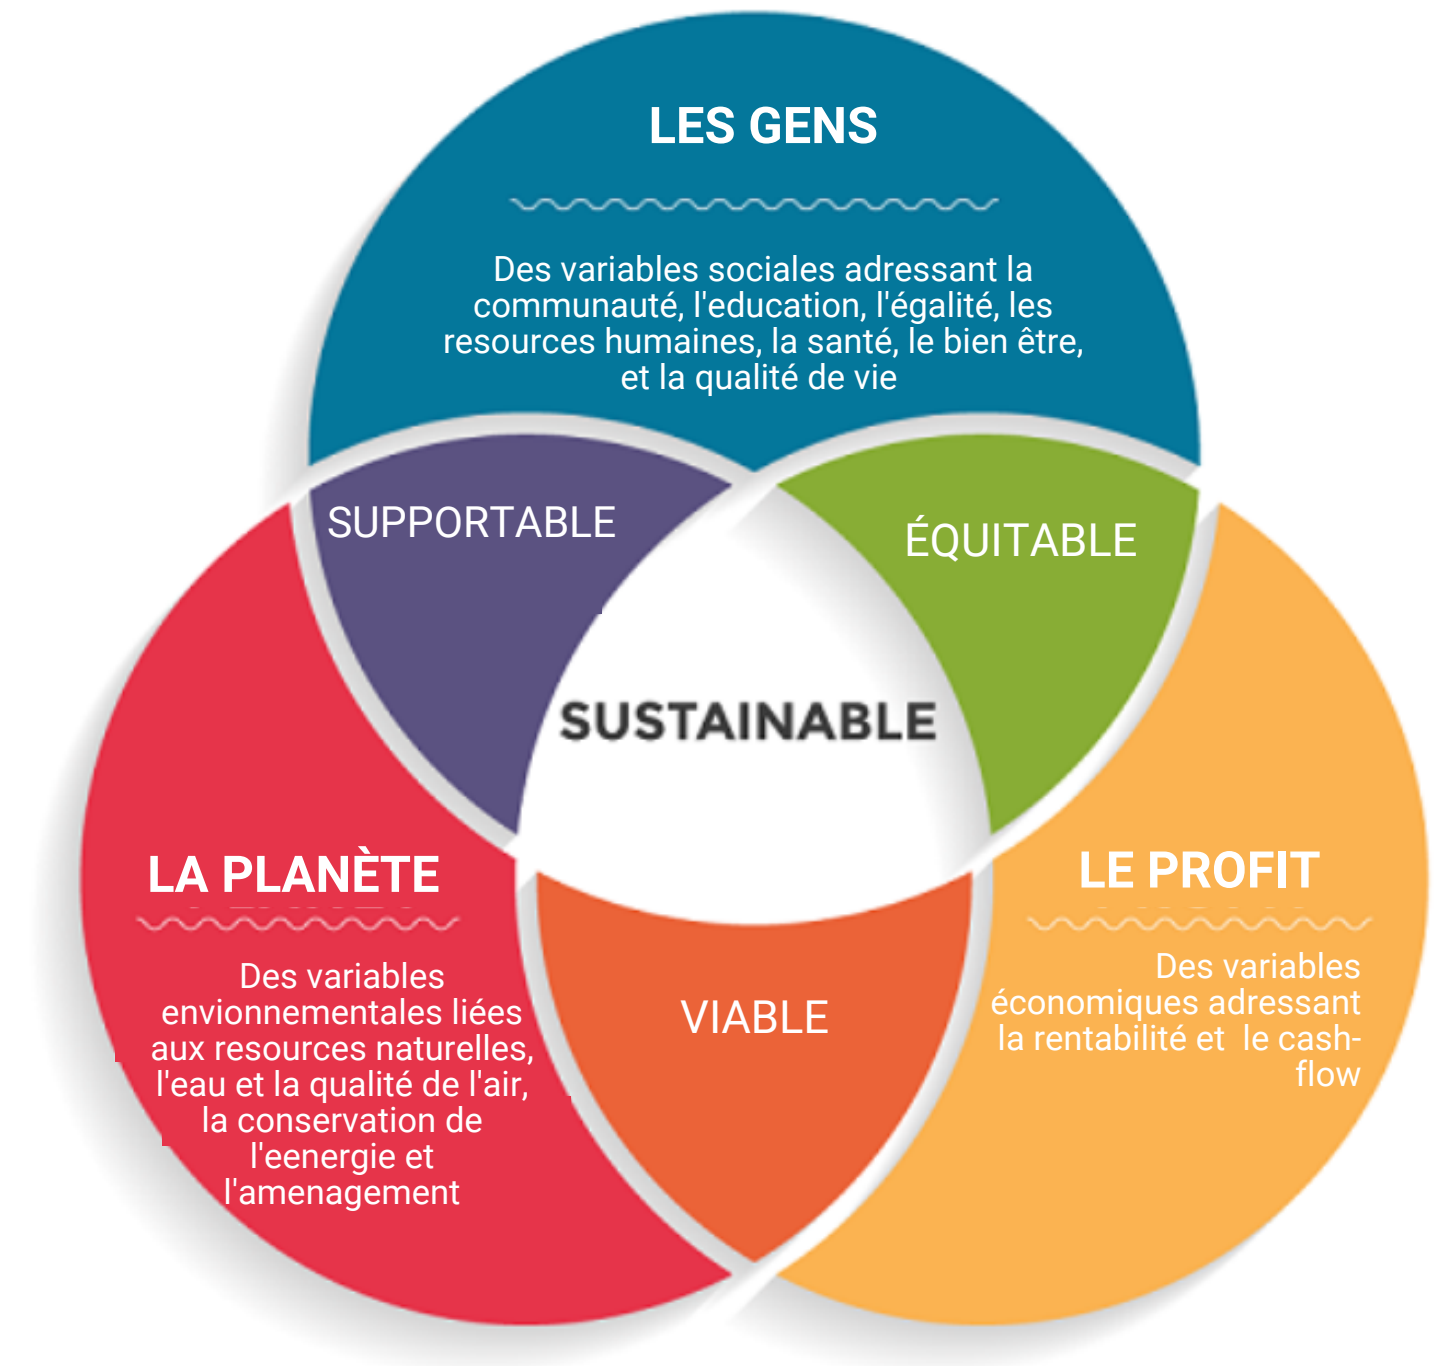 LES GENS
Des variables sociales adressant la
communauté, l'education, l'égalité, les
resources humaines, la santé, le bien être,
et la qualité de vie
SUPPORTABLE
ÉQUITABLE
SUSTAINABLE
LA PLANÈTE
Des variables
envionnementales liées
aux resources naturelles,
l'eau et la qualité de l'air,
la conservation de
l'eenergie et
l'amenagement
VIABLE
LE PROFIT
Des variables
économiques adressant
la rentabilité et le cash-
flow